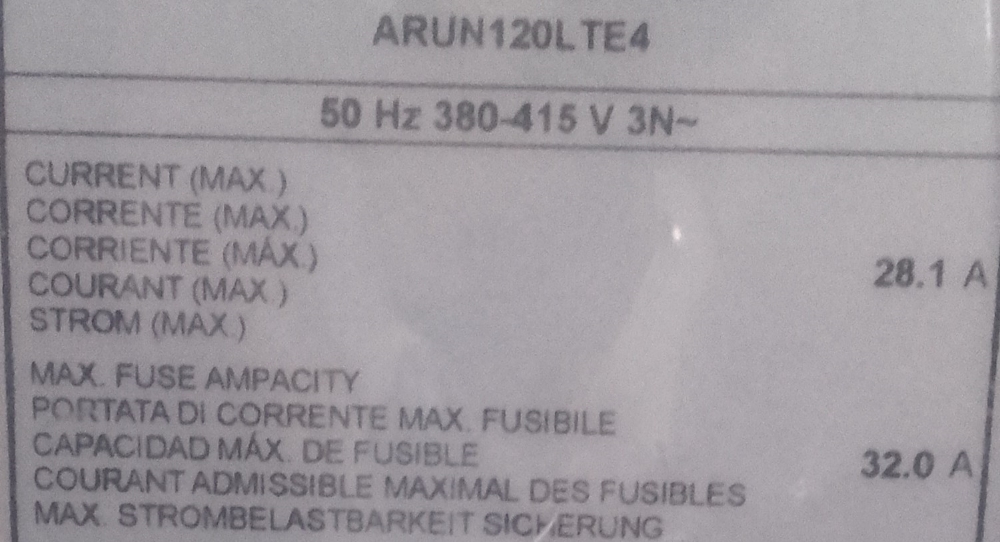 ARUN120LTE4
50 Hz 380-415 V 3N~
CURRENT (MAX.)
CORRENTE (MAX.)
CORRIENTE (MÁX.)
28.1 A
COURANT (MAX.)
STROM (MAX.)
MAX. FUSE AMPACITY
PORTATA DI CORRENTE MAX. FUSIBILE
CAPACIDAD MÁX. DE FUSIBLE
32.0 A
COURANT ADMISSIBLE MAXIMAL DES FUSIBLES
MAX. STROMBELASTBARKEIT SICHERUNG